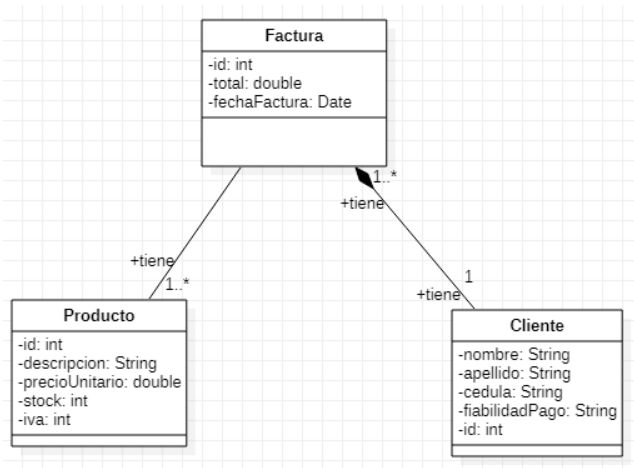 Factura
-id: int
-total: double
-fechaFactura: Date
1..*
+tiene
+tiene
1..*
1
+tiene
Producto
-id: int
-descripcion: String
-precioUnitario: double
-stock: int
-iva: int
Cliente
-nombre: String
-apellido: String
-cedula: String
-fiabilidadPago: String
-id: int